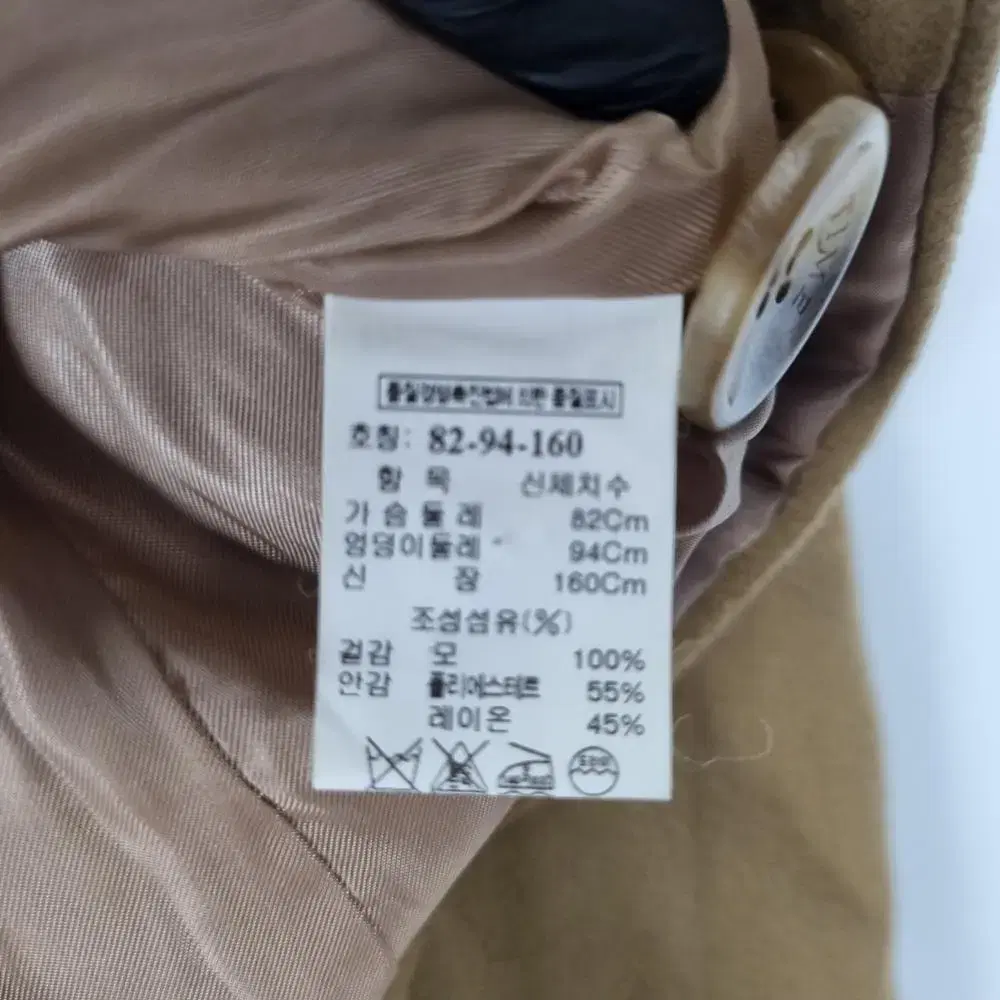 품질경영촉진법에 의한 품질표시
호칭: 82-94-160
항 목 신체치수
가슴둘레 82Cm
엉덩이둘레 94Cm
신 장 160Cm
조성섬유(%)
겉감 모 100%
안감 폴리에스테르 55%
레이온 45%